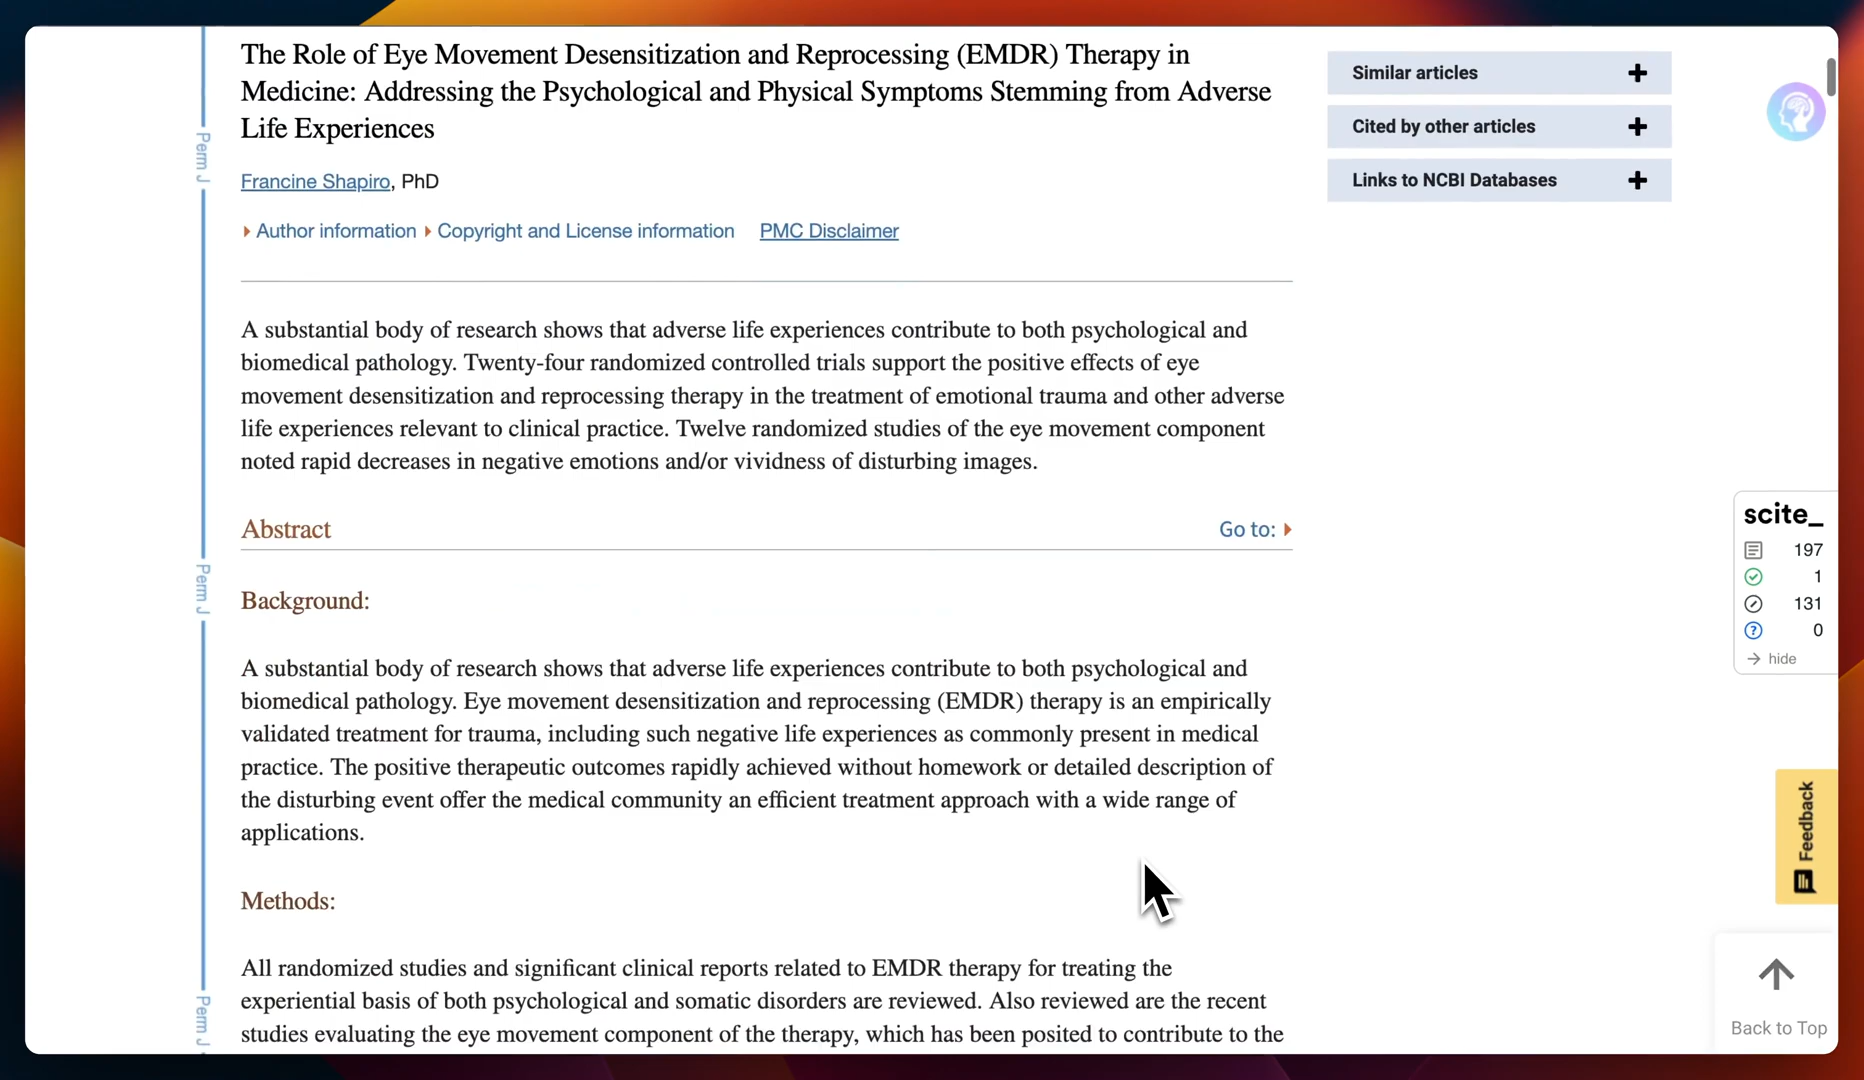 The Role of Eye Movement Desensitization and Reprocessing (EMDR) Therapy in
Medicine: Addressing the Psychological and Physical Symptoms Stemming from Adverse
Life Experiences
Francine Shapiro, PhD
Author information Copyright and License information PMC Disclaimer
A substantial body of research shows that adverse life experiences contribute to both psychological and
biomedical pathology. Twenty-four randomized controlled trials support the positive effects of eye
movement desensitization and reprocessing therapy in the treatment of emotional trauma and other adverse
life experiences relevant to clinical practice. Twelve randomized studies of the eye movement component
noted rapid decreases in negative emotions and/or vividness of disturbing images.
Abstract
Go to:
Background:
A substantial body of research shows that adverse life experiences contribute to both psychological and
biomedical pathology. Eye movement desensitization and reprocessing (EMDR) therapy is an empirically
validated treatment for trauma, including such negative life experiences as commonly present in medical
practice. The positive therapeutic outcomes rapidly achieved without homework or detailed description of
the disturbing event offer the medical community an efficient treatment approach with a wide range of
applications.
Methods:
All randomized studies and significant clinical reports related to EMDR therapy for treating the
experiential basis of both psychological and somatic disorders are reviewed. Also reviewed are the recent
studies evaluating the eye movement component of the therapy, which has been posited to contribute to the
Perm J
Perm J
Perm J
Similar articles
Cited by other articles
Links to NCBI Databases
scite_
197
1
131
0
hide
Feedback
Back to Top